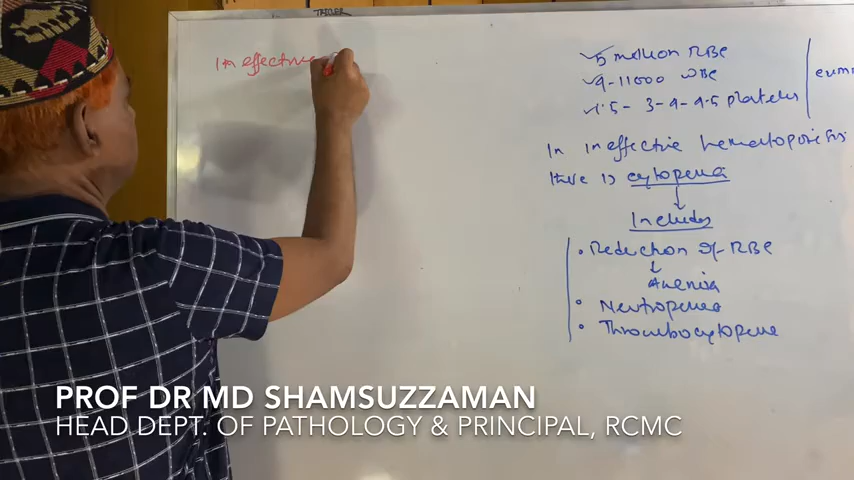 TRILER
In effective
5 million RBC
4-11000 WBC
1.5 - 3-4-4.5 platelets
In Ineffective hematopoiesis
there is cytopenia
Includes
• Reduction of RBC
Anemia
• Neutropenia
• Thrombocytopenia
PROF DR MD SHAMSUZZAMAN
HEAD DEPT. OF PATHOLOGY & PRINCIPAL, RCMC